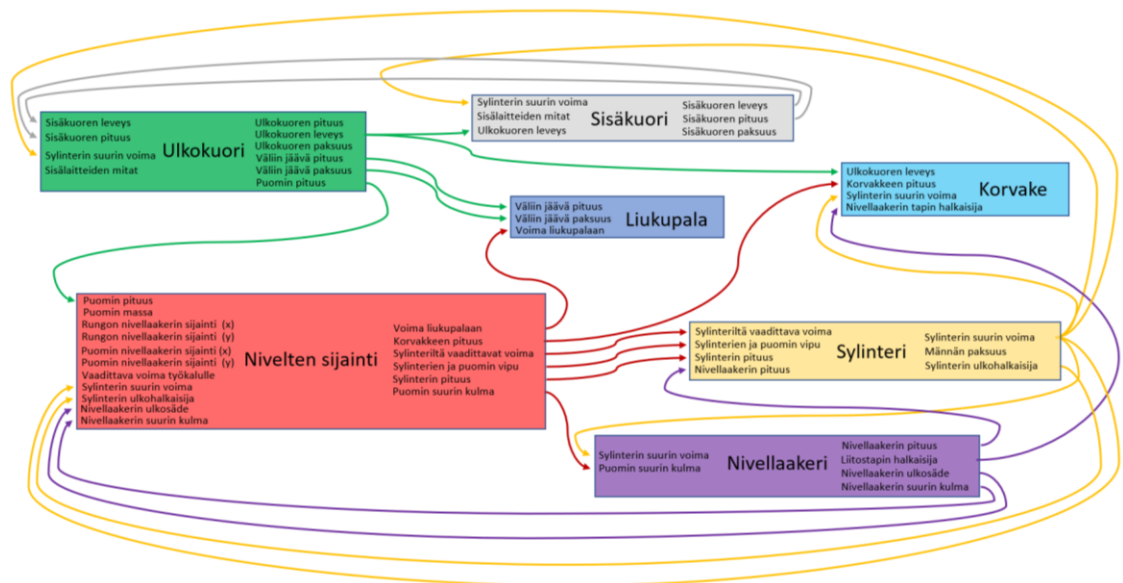 Sisäkuoren leveys
Sisäkuoren pituus
Sylinterin suurin voima
Sisälaitteiden mitat
Ulkokuori
Ulkokuoren pituus
Ulkokuoren leveys
Ulkokuoren paksuus
Väliin jäävä pituus
Väliin jäävä paksuus
Puomin pituus
Sylinterin suurin voima
Sisälaitteiden mitat
Ulkokuoren leveys
Sisäkuori
Sisäkuoren leveys
Sisäkuoren pituus
Sisäkuoren paksuus
Ulkokuoren leveys
Korvakkeen pituus
Sylinterin suurin voima
Nivellaakerin tapin halkaisija
Korvake
Väliin jäävä pituus
Väliin jäävä paksuus
Voima liukupalaan
Liukupala
Puomin pituus
Puomin massa
Rungon nivellaakerin sijainti (x)
Rungon nivellaakerin sijainti (y)
Puomin nivellaakerin sijainti (x)
Puomin nivellaakerin sijainti (y)
Vaadittava voima työkalulle
Sylinterin suurin voima
Sylinterin ulkohalkaisija
Nivellaakerin ulkosäde
Nivellaakerin suurin kulma
Nivelten sijainti
Voima liukupalaan
Korvakkeen pituus
Sylinteriltä vaadittavat voima
Sylinterien ja puomin vipu
Sylinterin pituus
Puomin suurin kulma
Sylinteriltä vaadittava voima
Sylinterien ja puomin vipu
Sylinterin pituus
Nivellaakerin pituus
Sylinteri
Sylinterin suurin voima
Männän paksuus
Sylinterin ulkohalkaisija
Sylinterin suurin voima
Puomin suurin kulma
Nivellaakeri
Nivellaakerin pituus
Liitostapin halkaisija
Nivellaakerin ulkosäde
Nivellaakerin suurin kulma